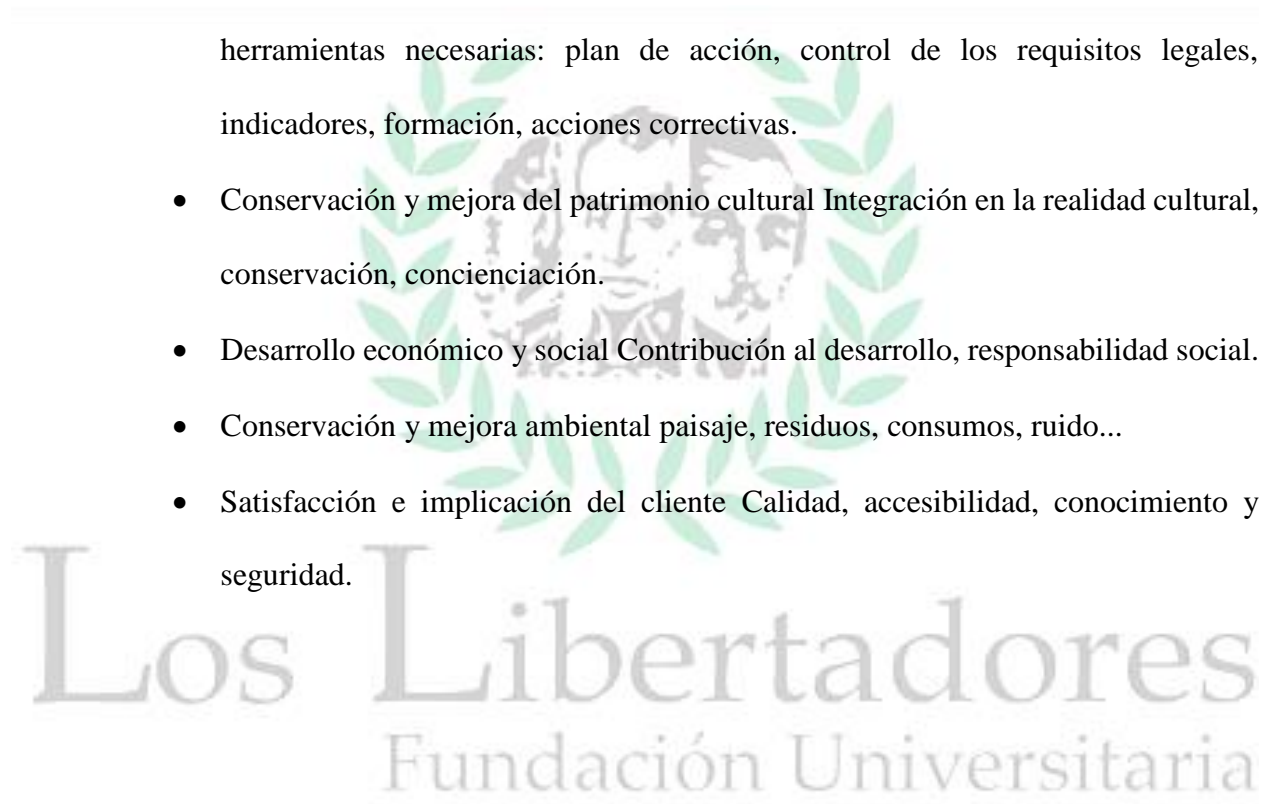 herramientas necesarias: plan de acción, control de los requisitos legales,
indicadores, formación, acciones correctivas.
• Conservación y mejora del patrimonio cultural Integración en la realidad cultural,
conservación, concienciación.
• Desarrollo económico y social Contribución al desarrollo, responsabilidad social.
• Conservación y mejora ambiental paisaje, residuos, consumos, ruido...
• Satisfacción e implicación del cliente Calidad, accesibilidad, conocimiento y
seguridad.
Los Libertadores
Fundación Universitaria